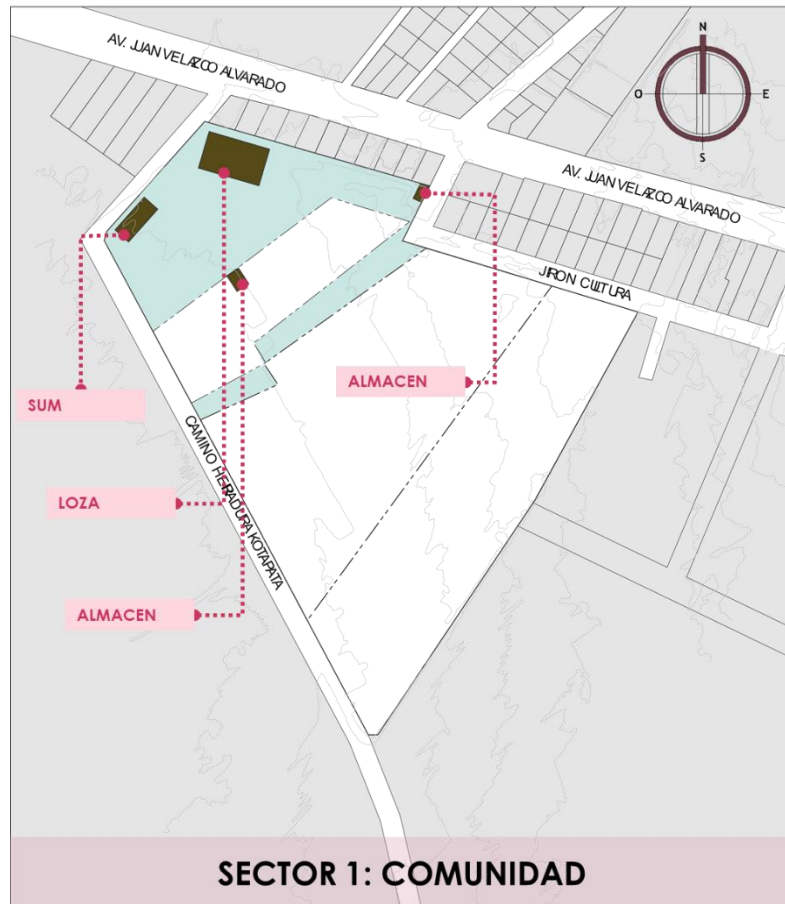 AV. JUAN VELAZCO ALVARADO
N
O
E
S
AV. JUAN VELAZCO ALVARADO
JIRON CULTURA
ALMACEN
SUM
CAMINO HERRADURA KOTAPATA
LOZA
ALMACEN
SECTOR 1: COMUNIDAD